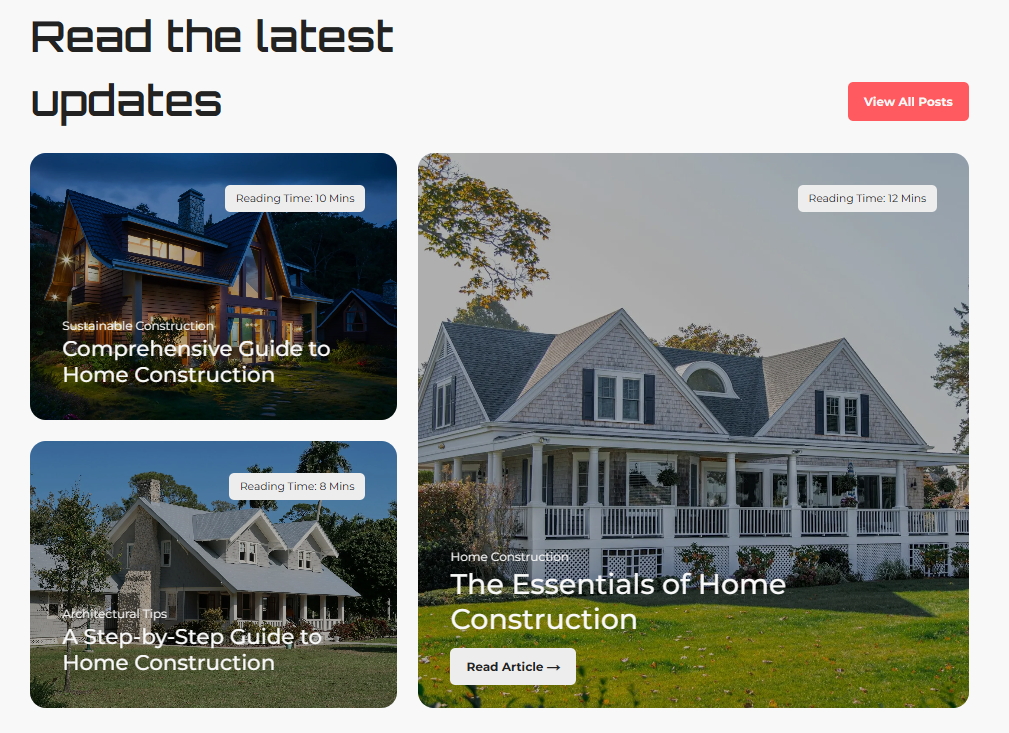 Read the latest
updates
View All Posts
Reading Time: 10 Mins
Sustainable Construction
Comprehensive Guide to
Home Construction
Reading Time: 8 Mins
Architectural Tips
A Step-by-Step Guide to
Home Construction
Reading Time: 12 Mins
Home Construction
The Essentials of Home
Construction
Read Article →